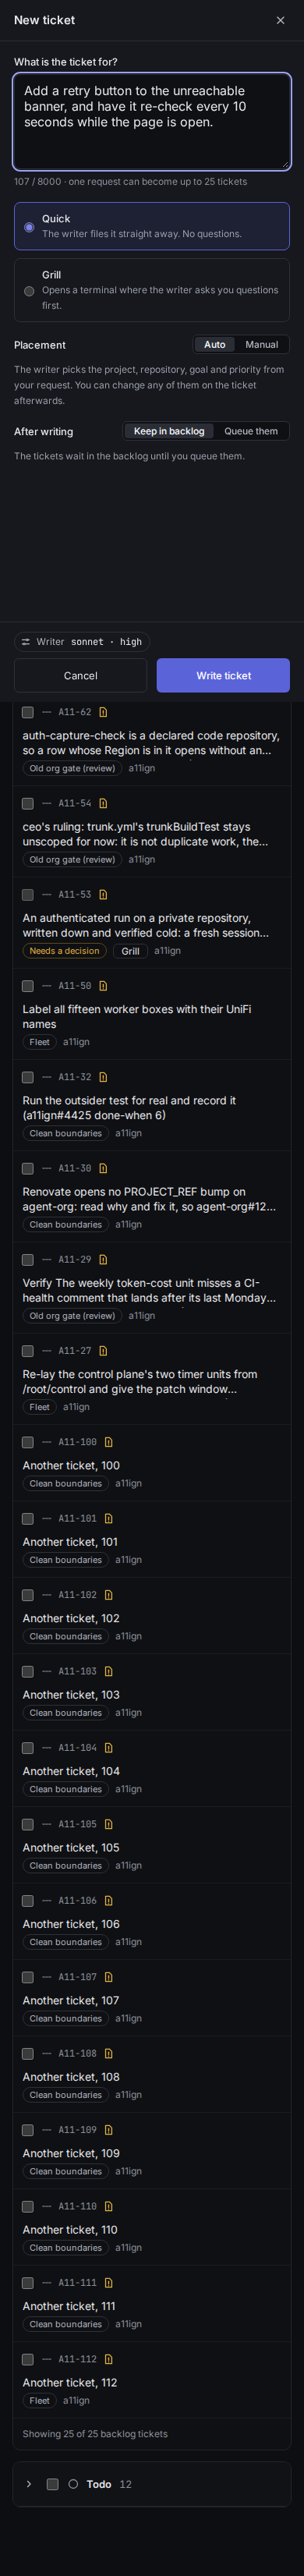 New ticket
What is the ticket for?
Add a retry button to the unreachable
banner, and have it re-check every 10
seconds while the page is open.
107 / 8000 · one request can become up to 25 tickets
Quick
The writer files it straight away. No questions.
Grill
Opens a terminal where the writer asks you questions
first.
Placement
Auto Manual
The writer picks the project, repository, goal and priority from
your request. You can change any of them on the ticket
afterwards.
After writing
Keep in backlog Queue them
The tickets wait in the backlog until you queue them.
Writer sonnet · high
Cancel Write ticket
A11-62
auth-capture-check is a declared code repository,
so a row whose Region is in it opens without an…
Old org gate (review) a11ign
A11-54
ceo's ruling: trunk.yml's trunkBuildTest stays
unscoped for now: it is not duplicate work, the…
Old org gate (review) a11ign
A11-53
An authenticated run on a private repository,
written down and verified cold: a fresh session…
Needs a decision Grill a11ign
A11-50
Label all fifteen worker boxes with their UniFi
names
Fleet a11ign
A11-32
Run the outsider test for real and record it
(a11ign#4425 done-when 6)
Clean boundaries a11ign
A11-30
Renovate opens no PROJECT_REF bump on
agent-org: read why and fix it, so agent-org#12…
Clean boundaries a11ign
A11-29
Verify The weekly token-cost unit misses a CI-
health comment that lands after its last Monday…
Old org gate (review) a11ign
A11-27
Re-lay the control plane's two timer units from
/root/control and give the patch window…
Fleet a11ign
A11-100
Another ticket, 100
Clean boundaries a11ign
A11-101
Another ticket, 101
Clean boundaries a11ign
A11-102
Another ticket, 102
Clean boundaries a11ign
A11-103
Another ticket, 103
Clean boundaries a11ign
A11-104
Another ticket, 104
Clean boundaries a11ign
A11-105
Another ticket, 105
Clean boundaries a11ign
A11-106
Another ticket, 106
Clean boundaries a11ign
A11-107
Another ticket, 107
Clean boundaries a11ign
A11-108
Another ticket, 108
Clean boundaries a11ign
A11-109
Another ticket, 109
Clean boundaries a11ign
A11-110
Another ticket, 110
Clean boundaries a11ign
A11-111
Another ticket, 111
Clean boundaries a11ign
A11-112
Another ticket, 112
Fleet a11ign
Showing 25 of 25 backlog tickets
Todo 12